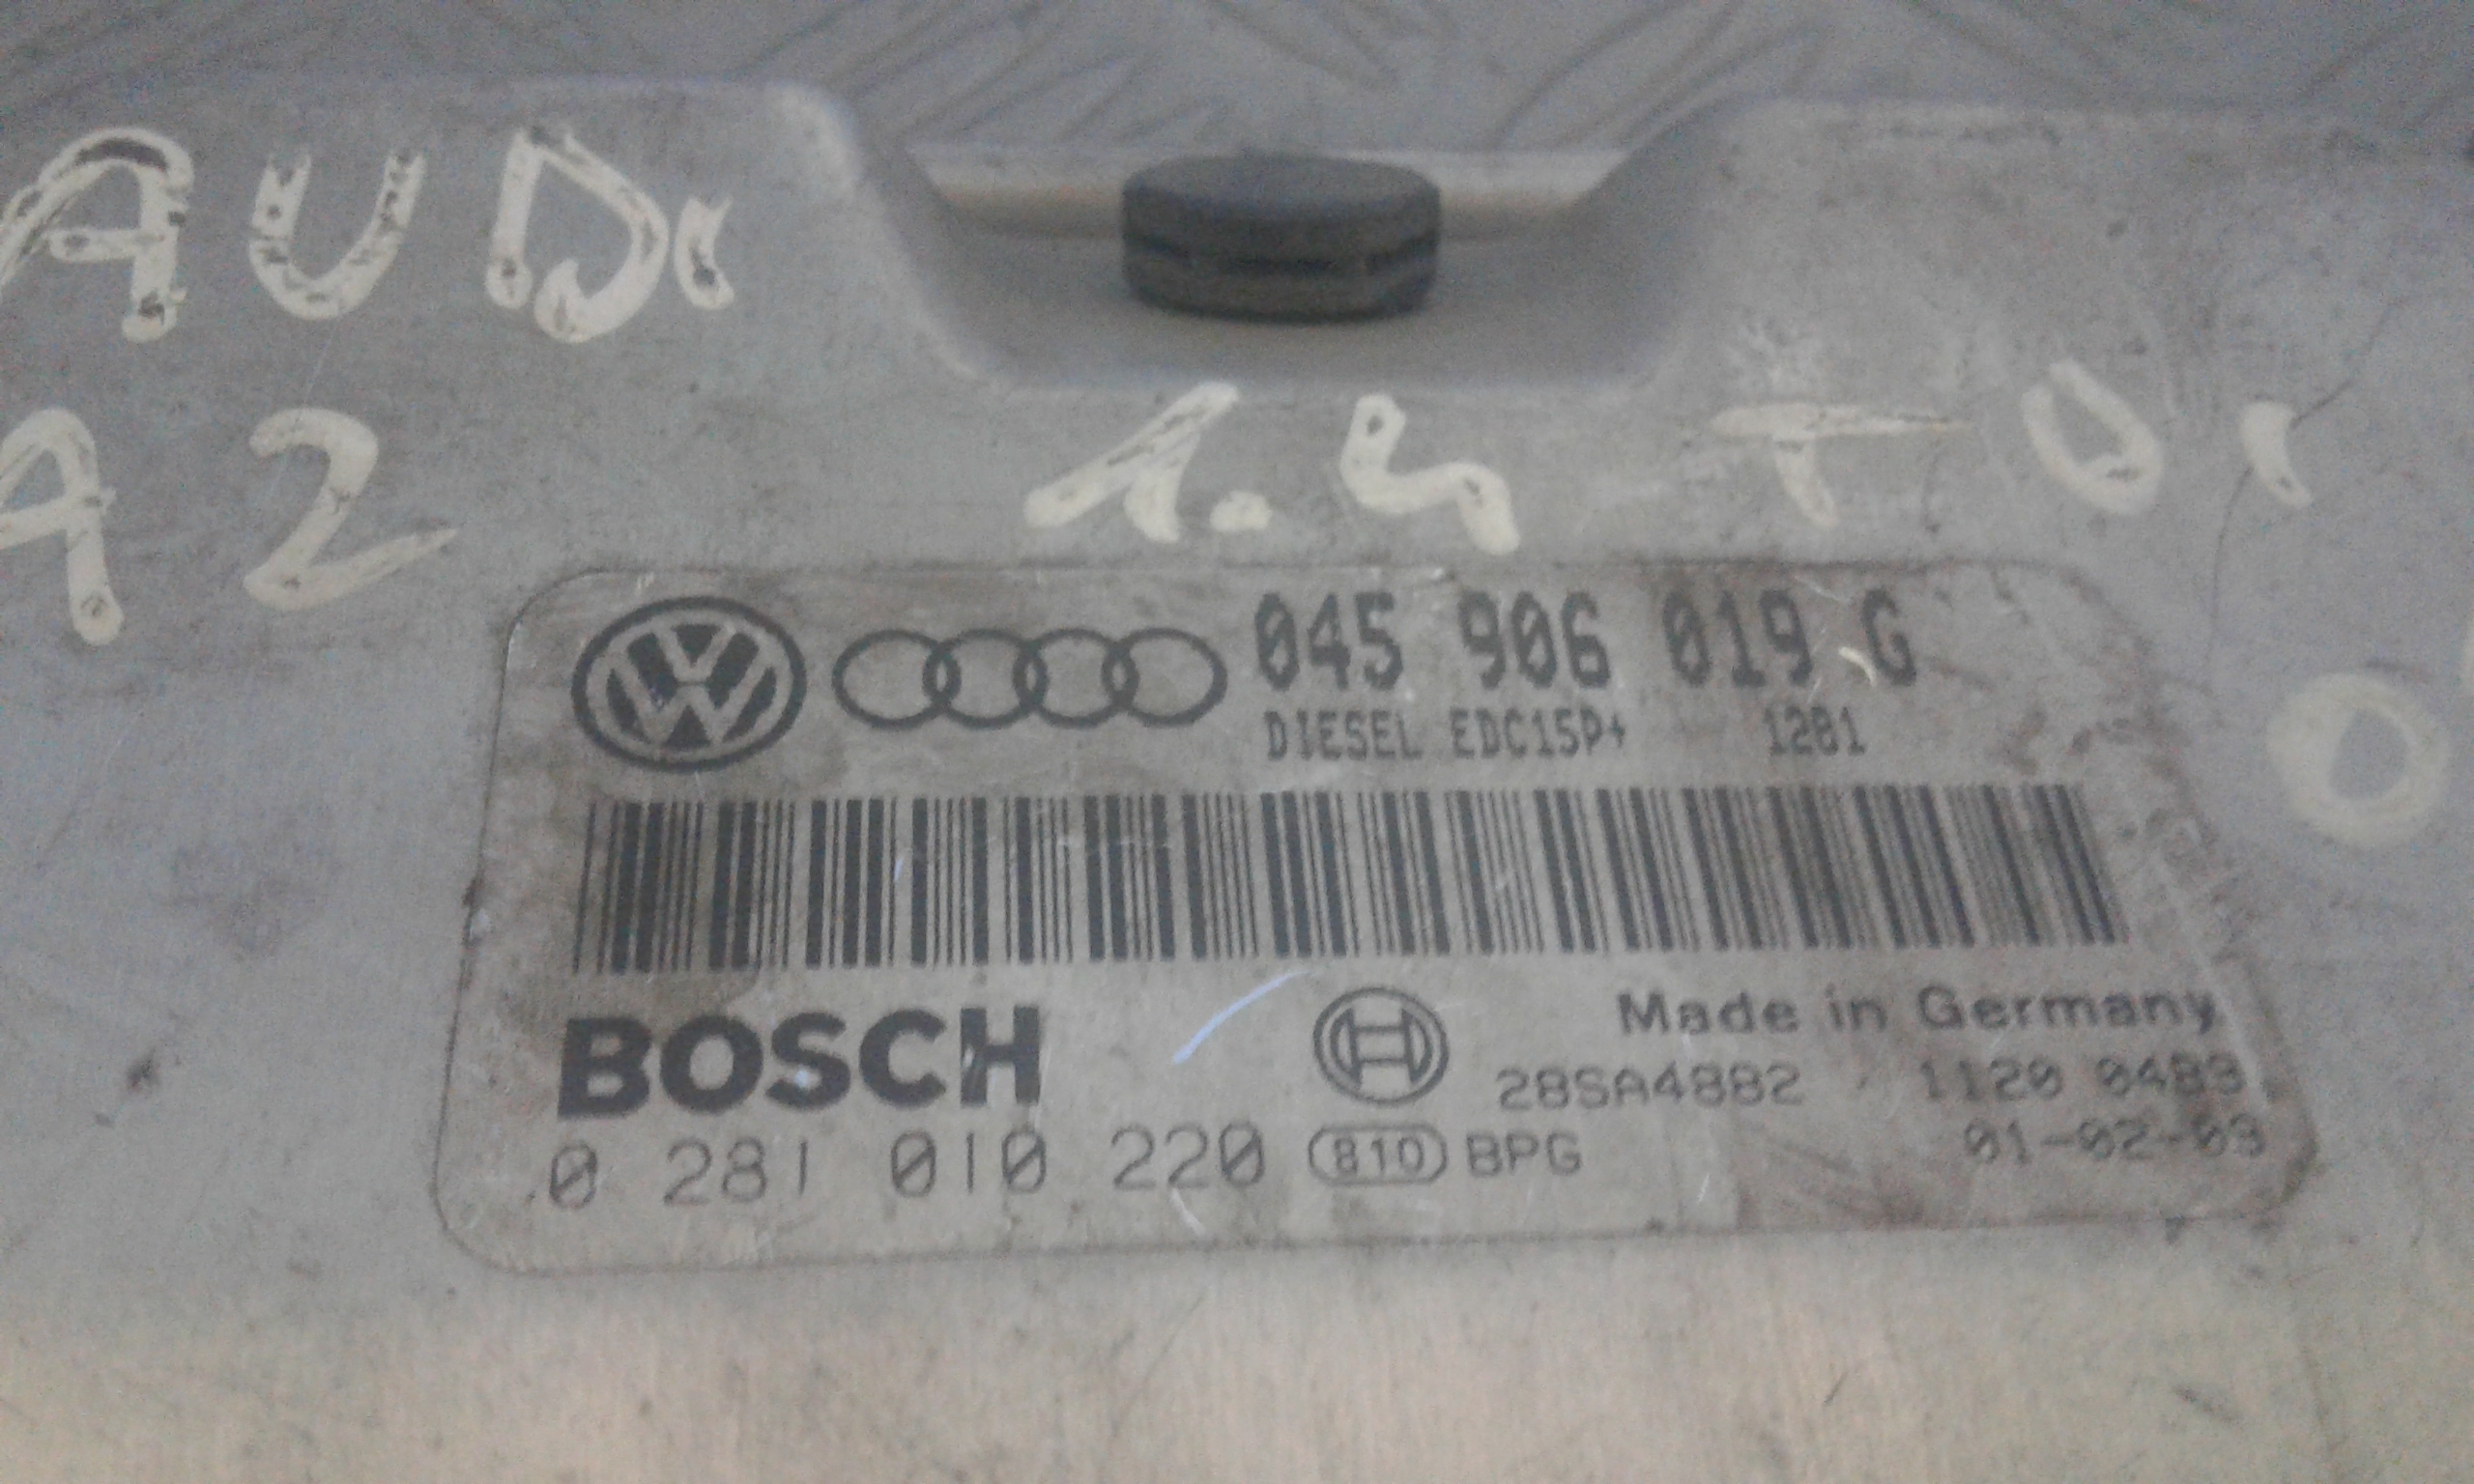 AUDi
A2
1.4 TDi
045 906 019 G
DIESEL EDC15P+ 1281
BOSCH
Made in Germany
28SA4882 1120 0483
0 281 010 220 810 BPG 01-02-09